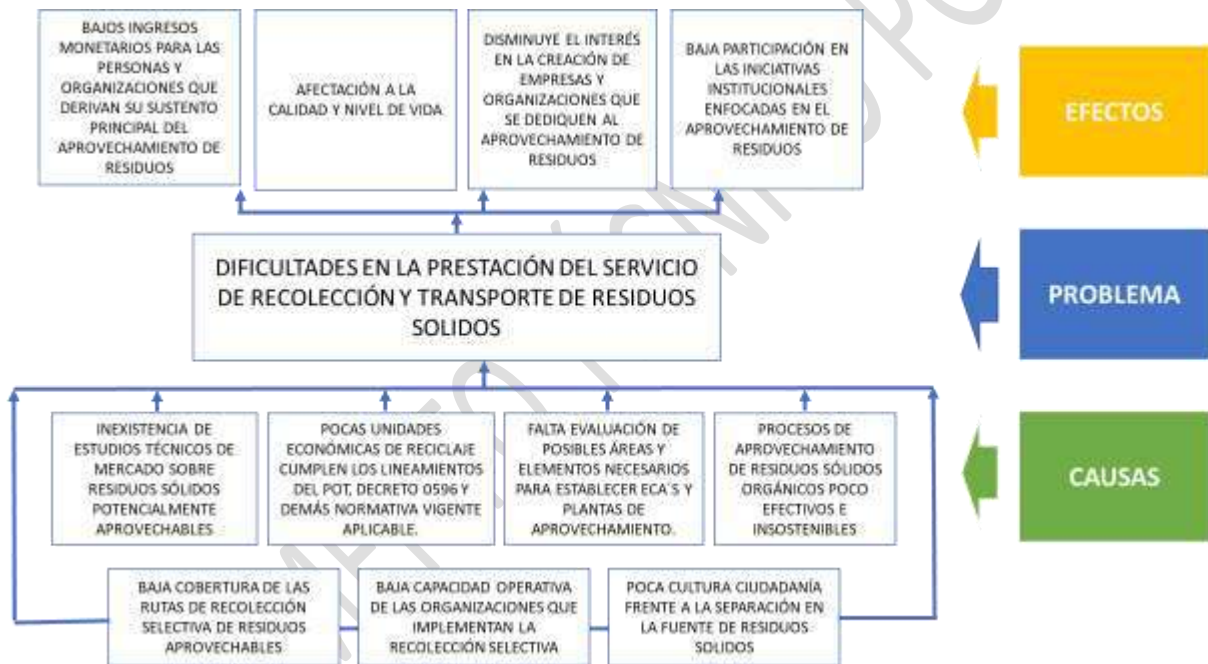 BAJOS INGRESOS
MONETARIOS PARA LAS
PERSONAS Y
ORGANIZACIONES QUE
DERIVAN SU SUSTENTO
PRINCIPAL DEL
APROVECHAMIENTO DE
RESIDUOS
AFECTACIÓN A LA
CALIDAD Y NIVEL DE VIDA
DISMINUYE EL INTERÉS
EN LA CREACIÓN DE
EMPRESAS Y
ORGANIZACIONES QUE
SE DEDIQUEN AL
APROVECHAMIENTO DE
RESIDUOS
BAJA PARTICIPACIÓN EN
LAS INICIATIVAS
INSTITUCIONALES
ENFOCADAS EN EL
APROVECHAMIENTO DE
RESIDUOS
EFECTOS
DIFICULTADES EN LA PRESTACIÓN DEL SERVICIO
DE RECOLECCIÓN Y TRANSPORTE DE RESIDUOS
SOLIDOS
PROBLEMA
INEXISTENCIA DE
ESTUDIOS TÉCNICOS DE
MERCADO SOBRE
RESIDUOS SÓLIDOS
POTENCIALMENTE
APROVECHABLES
POCAS UNIDADES
ECONÓMICAS DE RECICLAJE
CUMPLEN LOS LINEAMIENTOS
DEL POT, DECRETO 0596 Y
DEMÁS NORMATIVA VIGENTE
APLICABLE.
FALTA EVALUACIÓN DE
POSIBLES ÁREAS Y
ELEMENTOS NECESARIOS
PARA ESTABLECER ECA´S Y
PLANTAS DE
APROVECHAMIENTO.
PROCESOS DE
APROVECHAMIENTO
DE RESIDUOS SÓLIDOS
ORGÁNICOS POCO
EFECTIVOS E
INSOSTENIBLES
CAUSAS
BAJA COBERTURA DE LAS
RUTAS DE RECOLECCIÓN
SELECTIVA DE RESIDUOS
APROVECHABLES
BAJA CAPACIDAD OPERATIVA
DE LAS ORGANIZACIONES QUE
IMPLEMENTAN LA
RECOLECCIÓN SELECTIVA
POCA CULTURA CIUDADANÍA
FRENTE A LA SEPARACIÓN EN
LA FUENTE DE RESIDUOS
SOLIDOS